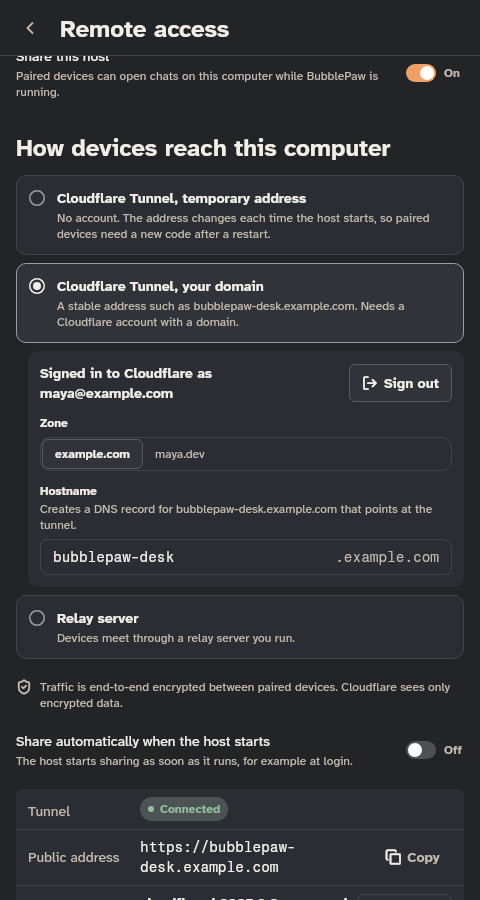 Remote access
Share this host
Paired devices can open chats on this computer while BubblePaw is
running.
On
How devices reach this computer
Cloudflare Tunnel, temporary address
No account. The address changes each time the host starts, so paired
devices need a new code after a restart.
Cloudflare Tunnel, your domain
A stable address such as bubblepaw-desk.example.com. Needs a
Cloudflare account with a domain.
Signed in to Cloudflare as
maya@example.com
Sign out
Zone
example.com
maya.dev
Hostname
Creates a DNS record for bubblepaw-desk.example.com that points at the
tunnel.
bubblepaw-desk
.example.com
Relay server
Devices meet through a relay server you run.
Traffic is end-to-end encrypted between paired devices. Cloudflare sees only
encrypted data.
Share automatically when the host starts
The host starts sharing as soon as it runs, for example at login.
Off
Tunnel
Connected
Public address
https://bubblepaw-
desk.example.com
Copy